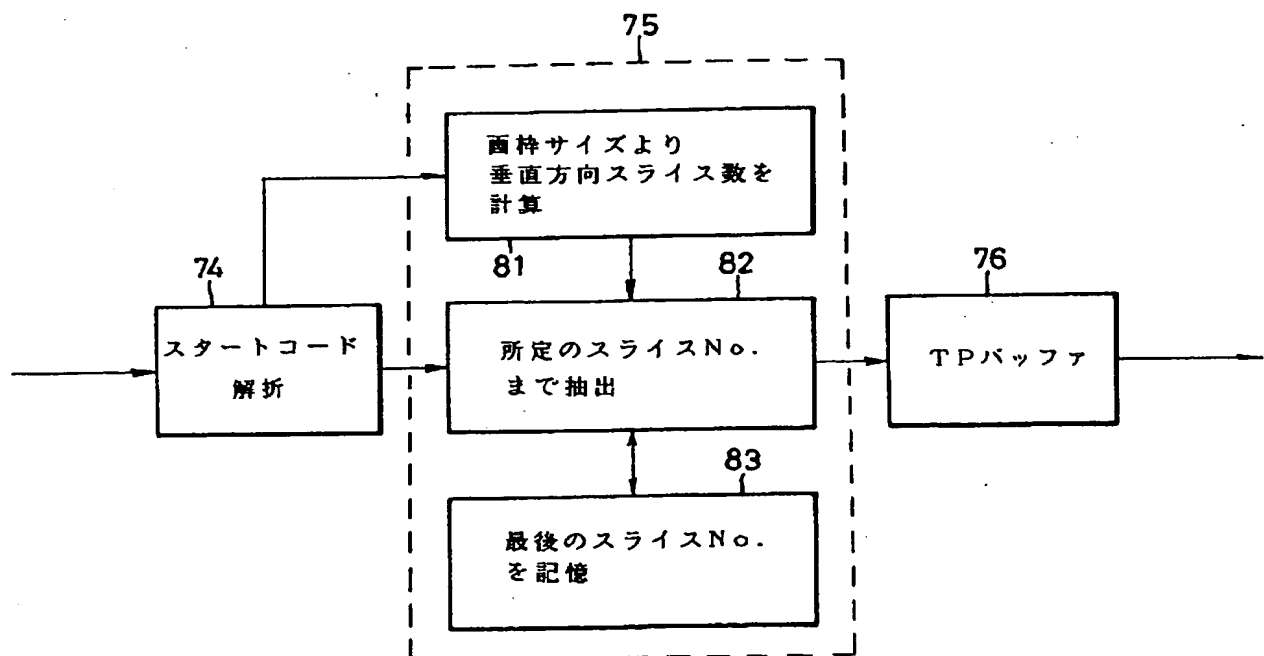 75
画枠サイズより
垂直方向スライス数を
計算
81
74
82
76
スタートコード
解折
所定のスライスNo.
まで抽出
TPバッファ
83
最後のスライスNo.
を記憶